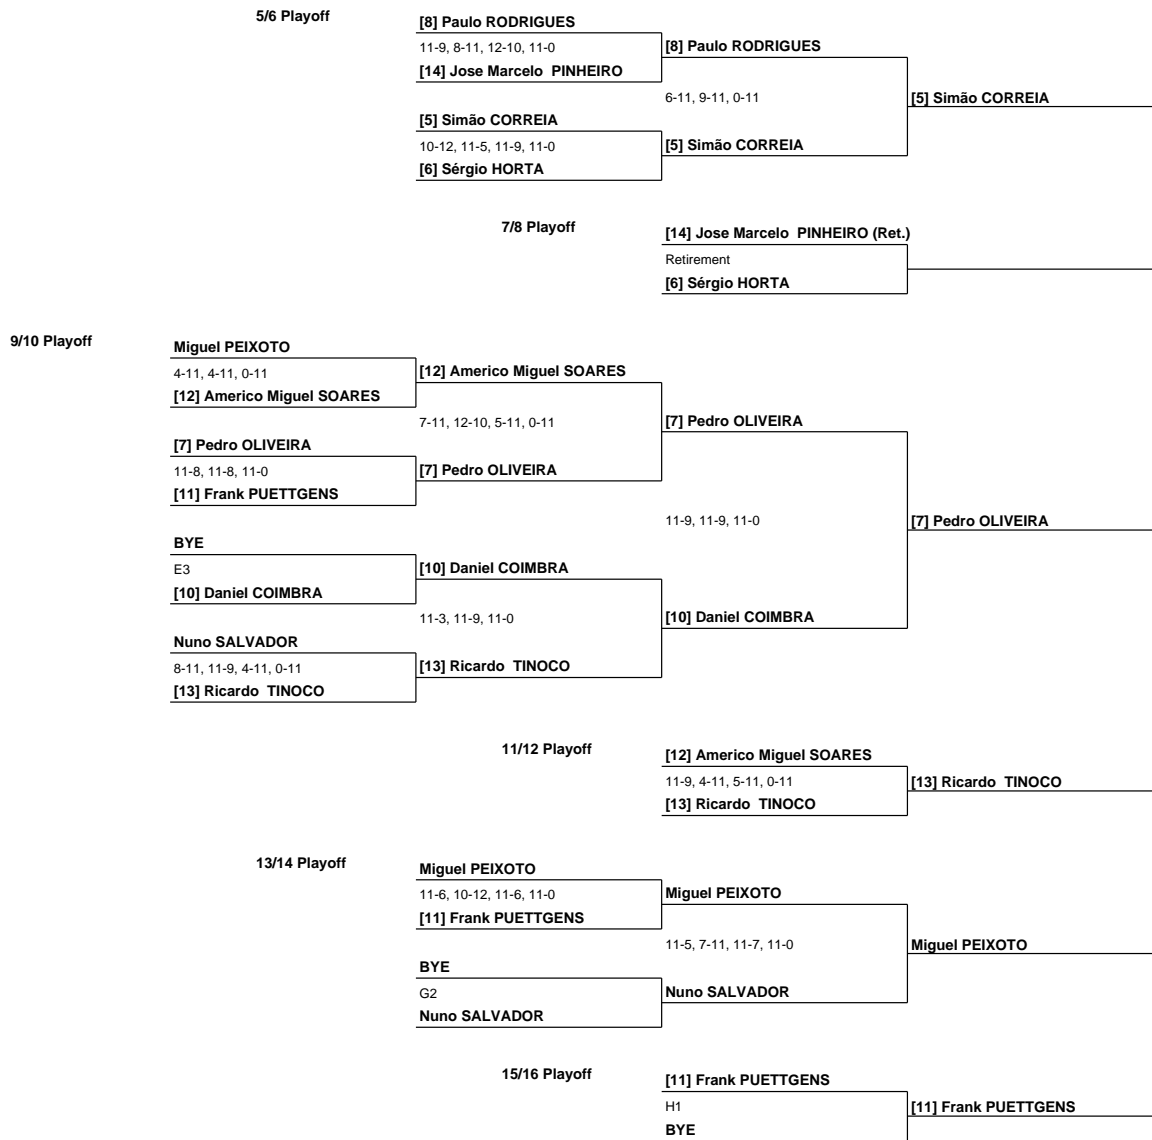 5/6 Playoff
[8] Paulo RODRIGUES
11-9, 8-11, 12-10, 11-0
[8] Paulo RODRIGUES
[14] Jose Marcelo PINHEIRO
6-11, 9-11, 0-11
[5] Simão CORREIA
[5] Simão CORREIA
10-12, 11-5, 11-9, 11-0
[5] Simão CORREIA
[6] Sérgio HORTA
7/8 Playoff
[14] Jose Marcelo PINHEIRO (Ret.)
Retirement
[6] Sérgio HORTA
9/10 Playoff
Miguel PEIXOTO
4-11, 4-11, 0-11
[12] Americo Miguel SOARES
[12] Americo Miguel SOARES
7-11, 12-10, 5-11, 0-11
[7] Pedro OLIVEIRA
[7] Pedro OLIVEIRA
11-8, 11-8, 11-0
[7] Pedro OLIVEIRA
[11] Frank PUETTGENS
11-9, 11-9, 11-0
[7] Pedro OLIVEIRA
BYE
E3
[10] Daniel COIMBRA
[10] Daniel COIMBRA
11-3, 11-9, 11-0
[10] Daniel COIMBRA
Nuno SALVADOR
8-11, 11-9, 4-11, 0-11
[13] Ricardo TINOCO
[13] Ricardo TINOCO
11/12 Playoff
[12] Americo Miguel SOARES
11-9, 4-11, 5-11, 0-11
[13] Ricardo TINOCO
[13] Ricardo TINOCO
13/14 Playoff
Miguel PEIXOTO
11-6, 10-12, 11-6, 11-0
Miguel PEIXOTO
[11] Frank PUETTGENS
11-5, 7-11, 11-7, 11-0
Miguel PEIXOTO
BYE
G2
Nuno SALVADOR
Nuno SALVADOR
15/16 Playoff
[11] Frank PUETTGENS
H1
[11] Frank PUETTGENS
BYE